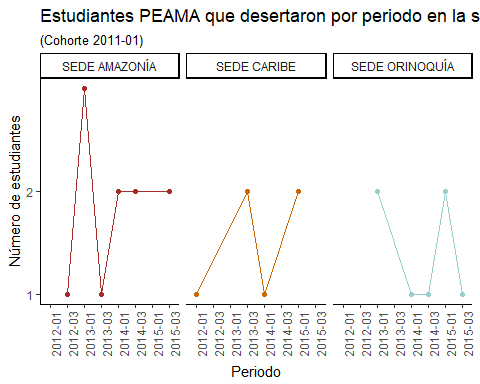 Estudiantes PEAMA que desertaron por periodo en la s
(Cohorte 2011-01)
SEDE AMAZONÍA SEDE CARIBE SEDE ORINOQUÍA
Número de estudiantes
2
1
2012-01 2012-03 2013-01 2013-03 2014-01 2014-03 2015-01 2015-03 2012-01 2012-03 2013-01 2013-03 2014-01 2014-03 2015-01 2015-03 2012-01 2012-03 2013-01 2013-03 2014-01 2014-03 2015-01 2015-03
Periodo